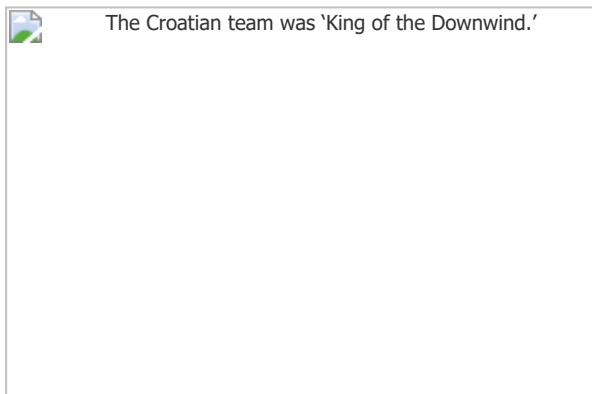 The Croatian team was ‘King of the Downwind.’